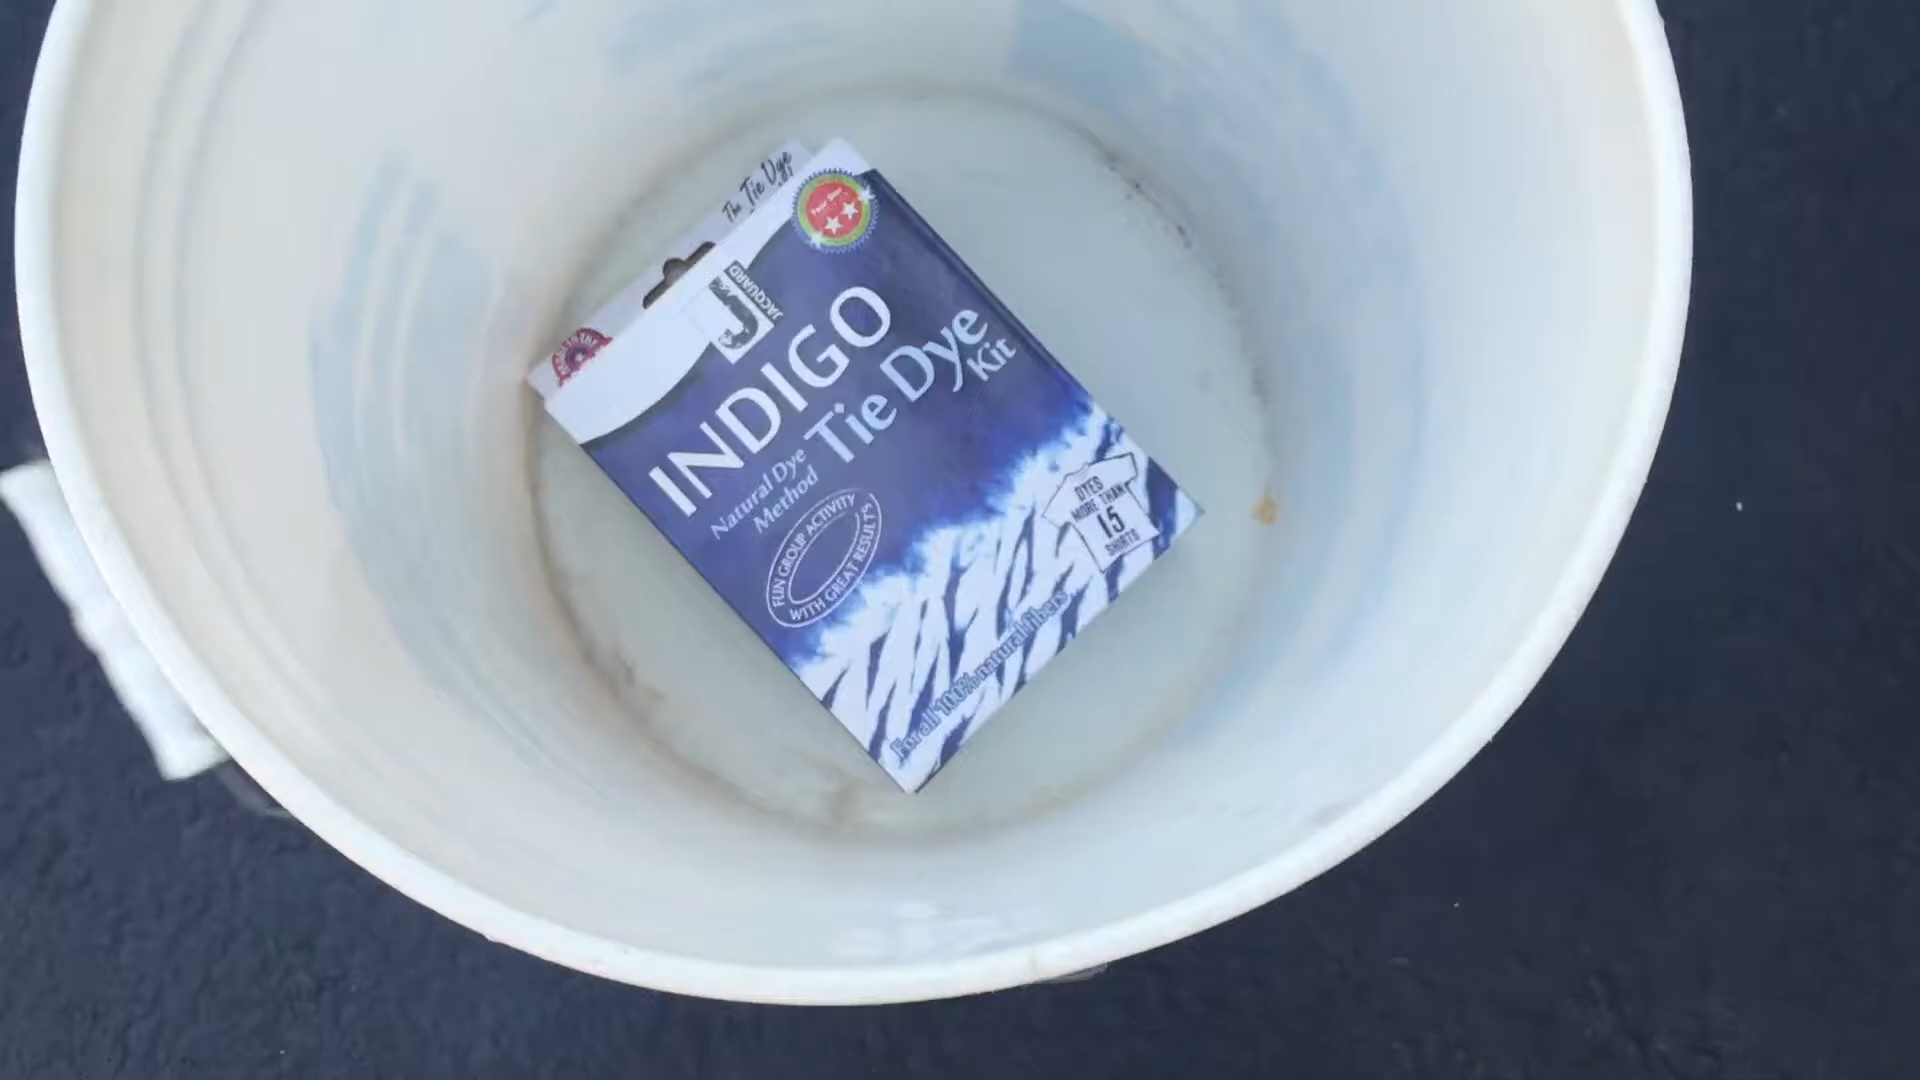 The Tie Dye
JACQUARD
INDIGO
Tie Dye
Kit
Natural Dye
Method
FUN GROUP ACTIVITY
WITH GREAT RESULTS
DYES
MORE THAN
15
SHIRTS
For all 100% natural fibers